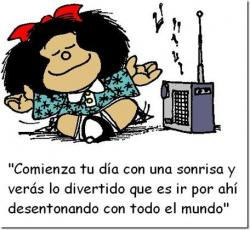 "Comienza tu día con una sonrisa y
verás lo divertido que es ir por ahí
desentonando con todo el mundo"